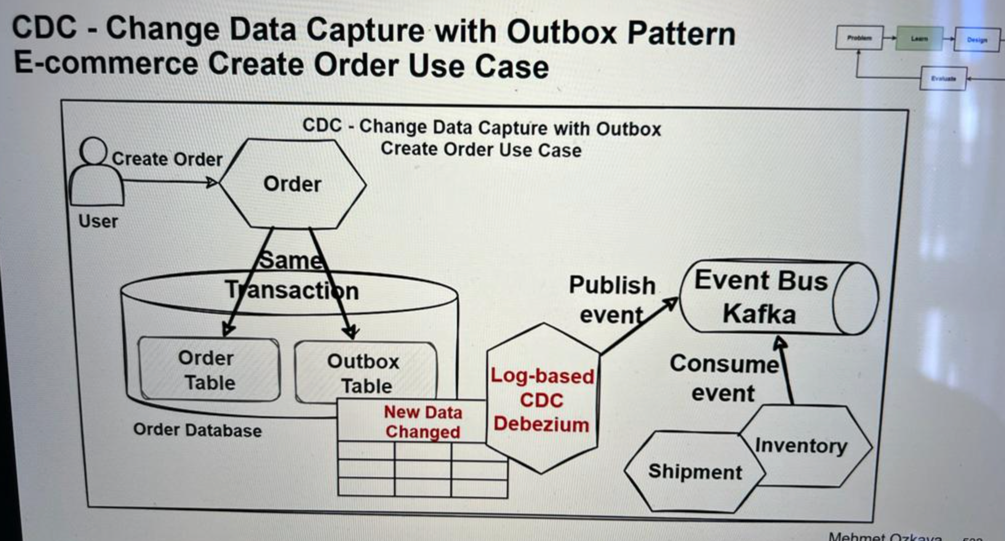 CDC - Change Data Capture with Outbox Pattern
E-commerce Create Order Use Case
Problem
Learn
Design
Evaluate
CDC - Change Data Capture with Outbox
Create Order Use Case
Create Order
User
Order
Same
Transaction
Order
Table
Outbox
Table
Order Database
New Data
Changed
Log-based
CDC
Debezium
Publish
event
Event Bus
Kafka
Consume
event
Inventory
Shipment
Mehmet Ozkaya